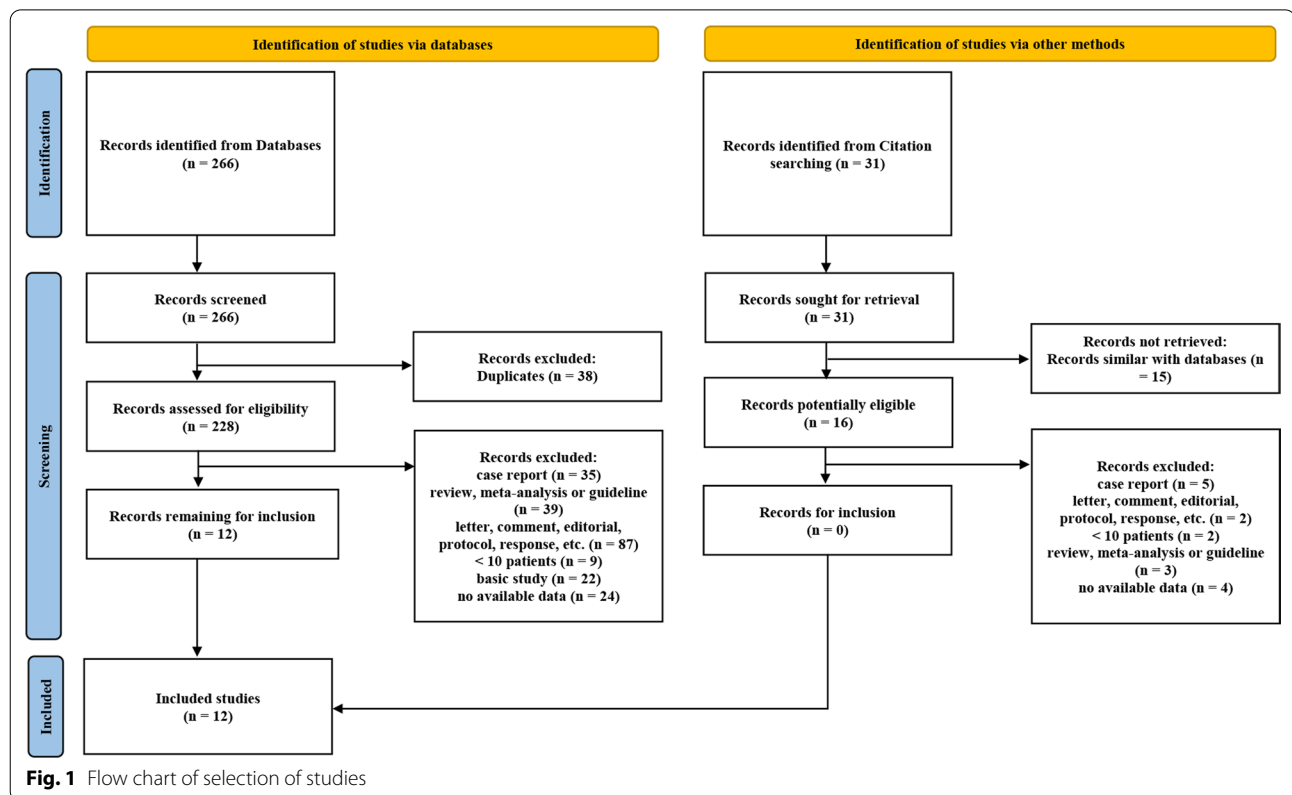 Identification of studies via databases
Identification of studies via other methods
Identification
Records identified from Databases
(n = 266)
Records identified from Citation
searching (n = 31)
Screening
Records screened
(n = 266)
Records sought for retrieval
(n = 31)
Records excluded:
Duplicates (n = 38)
Records not retrieved:
Records similar with databases (n
= 15)
Records assessed for eligibility
(n = 228)
Records potentially eligible
(n = 16)
Records excluded:
case report (n = 35)
review, meta-analysis or guideline
(n = 39)
letter, comment, editorial,
protocol, response, etc. (n = 87)
< 10 patients (n = 9)
basic study (n = 22)
no available data (n = 24)
Records excluded:
case report (n = 5)
letter, comment, editorial,
protocol, response, etc. (n = 2)
< 10 patients (n = 2)
review, meta-analysis or guideline
(n = 3)
no available data (n = 4)
Records remaining for inclusion
(n = 12)
Records for inclusion
(n = 0)
Included
Included studies
(n = 12)
Fig. 1 Flow chart of selection of studies